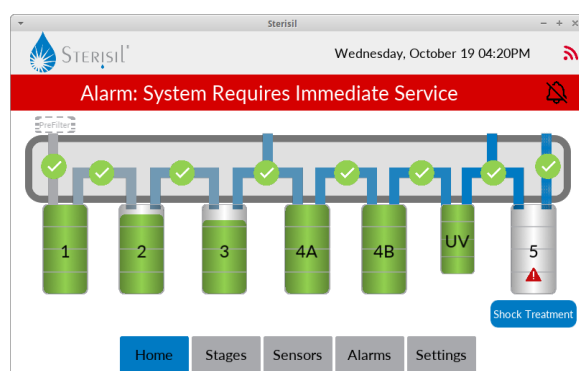 Sterisil
STERISIL
Wednesday, October 19 04:20PM
Alarm: System Requires Immediate Service
PreFilter
1
2
3
4A
4B
UV
5
Shock Treatment
Home
Stages
Sensors
Alarms
Settings